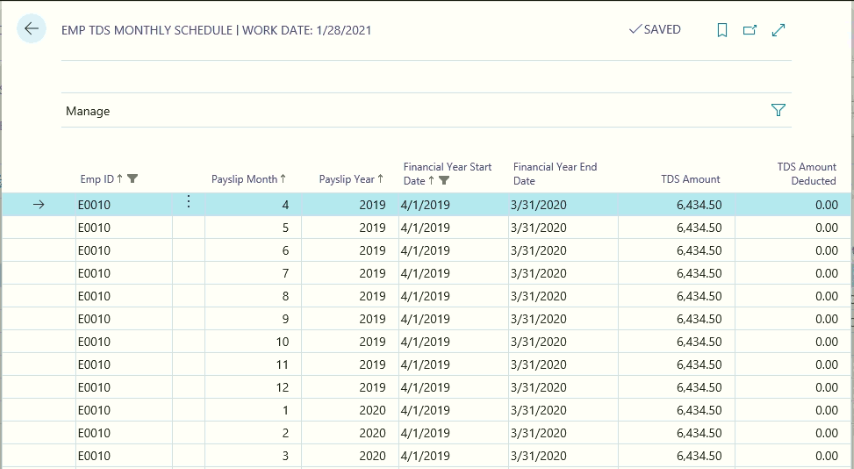 EMP TDS MONTHLY SCHEDULE | WORK DATE: 1/28/2021 ✓SAVED
Manage
Emp ID ↑ Payslip Month ↑ Payslip Year ↑ Financial Year Start Date ↑ Financial Year End Date TDS Amount TDS Amount Deducted
→ E0010 ⋮ 4 2019 4/1/2019 3/31/2020 6,434.50 0.00
E0010 5 2019 4/1/2019 3/31/2020 6,434.50 0.00
E0010 6 2019 4/1/2019 3/31/2020 6,434.50 0.00
E0010 7 2019 4/1/2019 3/31/2020 6,434.50 0.00
E0010 8 2019 4/1/2019 3/31/2020 6,434.50 0.00
E0010 9 2019 4/1/2019 3/31/2020 6,434.50 0.00
E0010 10 2019 4/1/2019 3/31/2020 6,434.50 0.00
E0010 11 2019 4/1/2019 3/31/2020 6,434.50 0.00
E0010 12 2019 4/1/2019 3/31/2020 6,434.50 0.00
E0010 1 2020 4/1/2019 3/31/2020 6,434.50 0.00
E0010 2 2020 4/1/2019 3/31/2020 6,434.50 0.00
E0010 3 2020 4/1/2019 3/31/2020 6,434.50 0.00